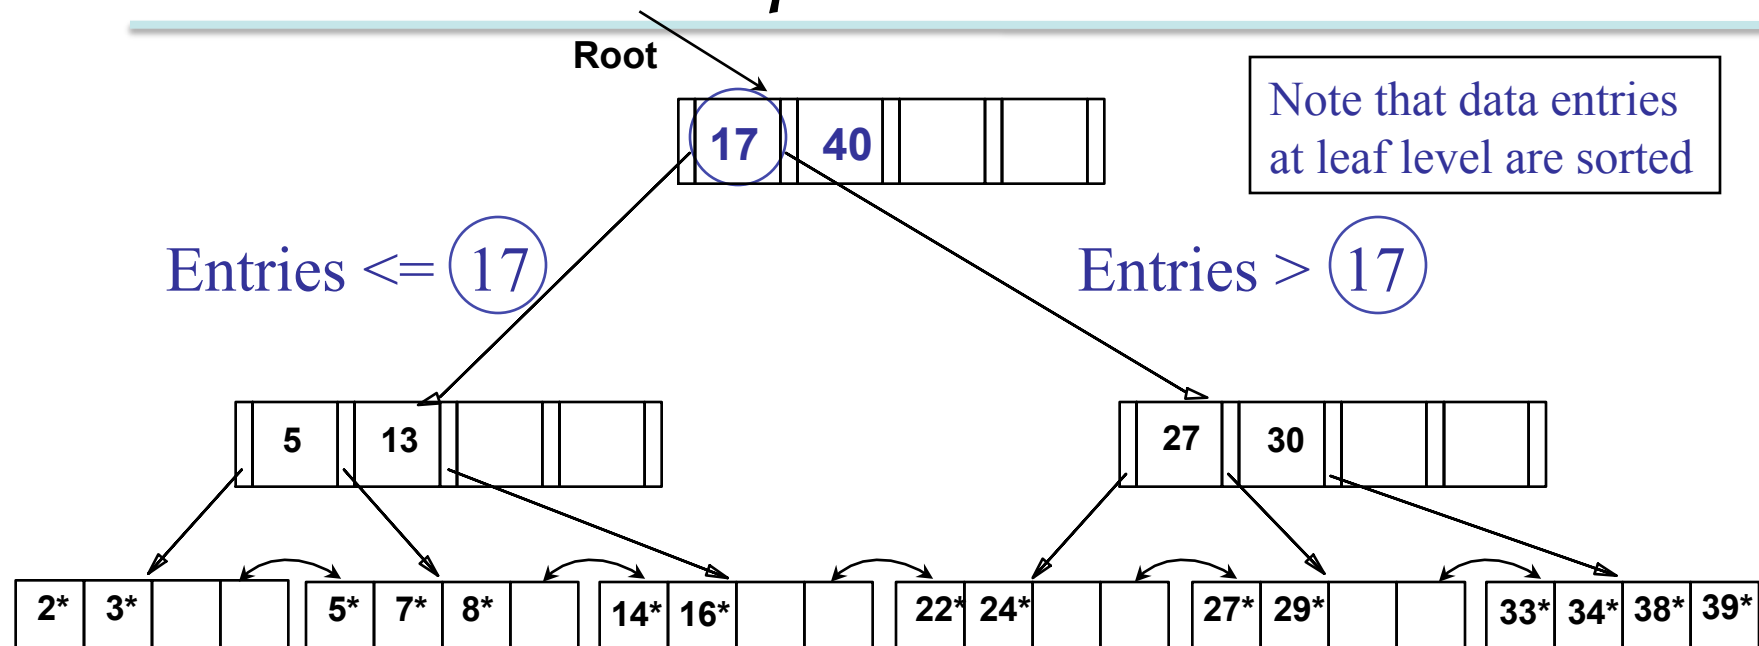 Root
Note that data entries
at leaf level are sorted
17 40
Entries <= 17
Entries > 17
5 13
27 30
2* 3*
5* 7* 8*
14* 16*
22* 24*
27* 29*
33* 34* 38* 39*